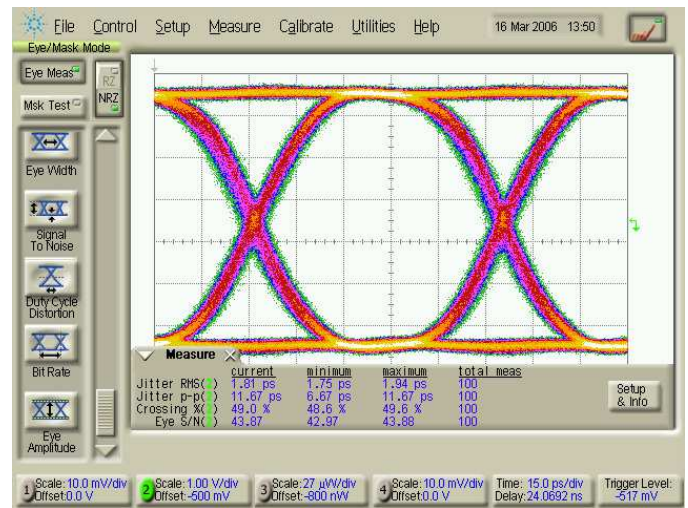 File Control Setup Measure Calibrate Utilities Help 16 Mar 2006 13:50
Eye/Mask Mode
Eye Meas
RZ
NRZ
Msk Test
Eye Width
Signal
To Noise
Duty Cycle
Distortion
Bit Rate
Eye
Amplitude
Measure
current minimum maximum total meas
Jitter RMS(2) 1.81 ps 1.75 ps 1.94 ps 100
Jitter p-p(2) 11.67 ps 6.67 ps 11.67 ps 100
Crossing %(2) 49.0 % 48.6 % 49.6 % 100
Eye S/N(2) 43.87 42.97 43.88 100
Setup
& Info
1 Scale:10.0 mV/div
Offset:0.0 V
2 Scale:1.00 V/div
Offset:-500 mV
3 Scale:27 µW/div
Offset:-800 nW
4 Scale:10.0 mV/div
Offset:0.0 V
Time: 15.0 ps/div
Delay:24.0692 ns
Trigger Level:
-517 mV